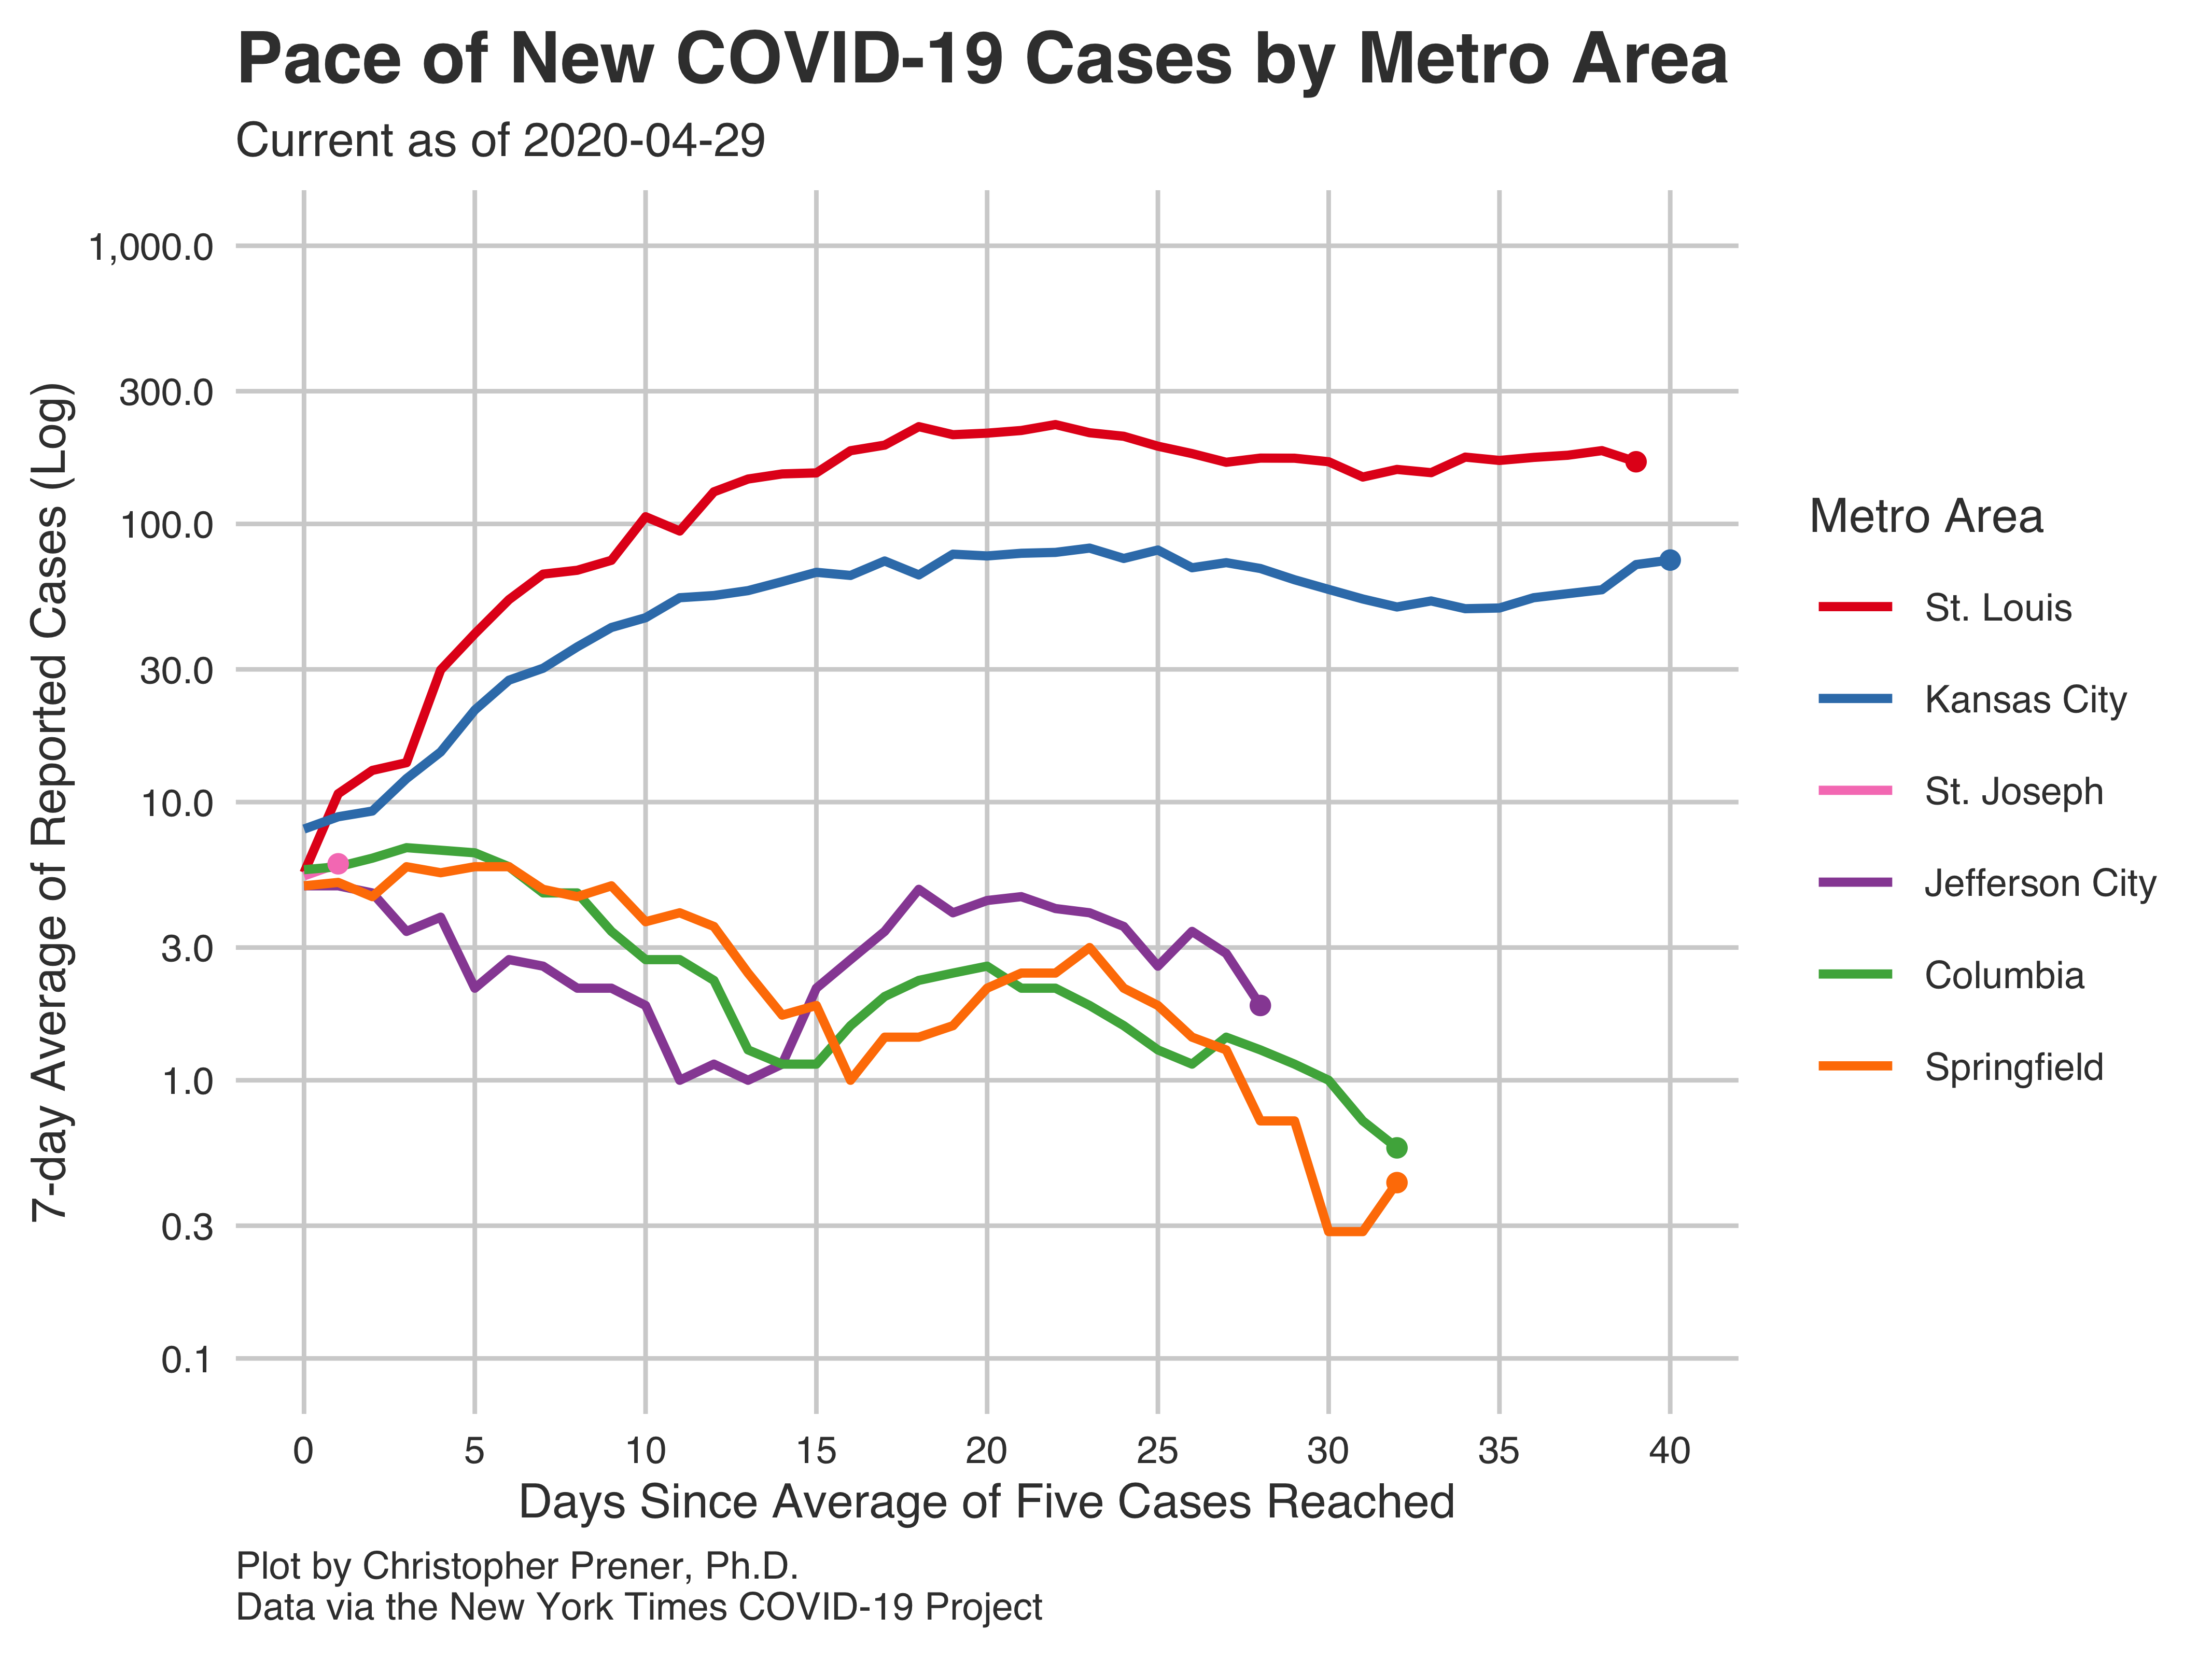 Pace of New COVID-19 Cases by Metro Area
Current as of 2020-04-29
7-day Average of Reported Cases (Log)
1,000.0
300.0
100.0
30.0
10.0
3.0
1.0
0.3
0.1
0 5 10 15 20 25 30 35 40
Days Since Average of Five Cases Reached
Metro Area
St. Louis
Kansas City
St. Joseph
Jefferson City
Columbia
Springfield
Plot by Christopher Prener, Ph.D.
Data via the New York Times COVID-19 Project